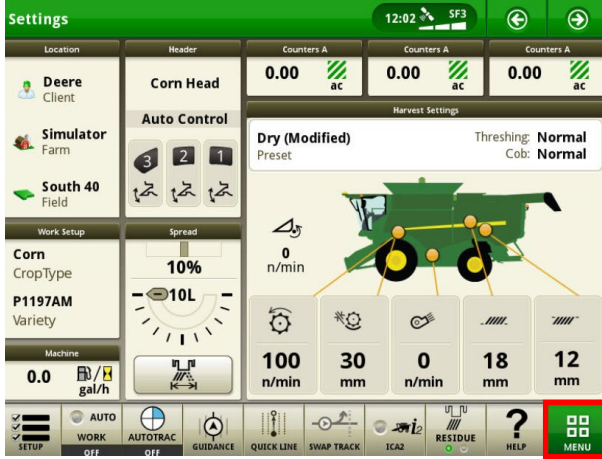 Settings
12:02 SF3
Location
Deere
Client
Simulator
Farm
South 40
Field
Work Setup
Corn
CropType
P1197AM
Variety
Machine
0.0
gal/h
Header
Corn Head
Auto Control
3 2 1
Spread
10%
10L
Counters A
0.00
ac
Counters A
0.00
ac
Counters A
0.00
ac
Harvest Settings
Dry (Modified)
Preset
Threshing: Normal
Cob: Normal
0
n/min
100
n/min
30
mm
0
n/min
18
mm
12
mm
SETUP
AUTO
WORK
OFF
AUTOTRAC
OFF
GUIDANCE
QUICK LINE
SWAP TRACK
i2
ICA2
RESIDUE
?
HELP
MENU